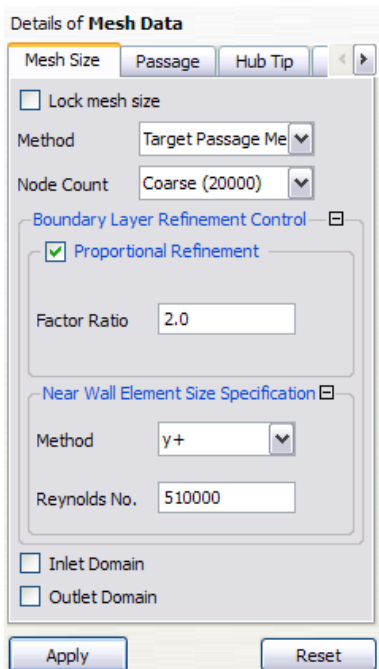 Details of Mesh Data
Mesh Size Passage Hub Tip
Lock mesh size
Method Target Passage Me
Node Count Coarse (20000)
Boundary Layer Refinement Control
Proportional Refinement
Factor Ratio 2.0
Near Wall Element Size Specification
Method y+
Reynolds No. 510000
Inlet Domain
Outlet Domain
Apply Reset